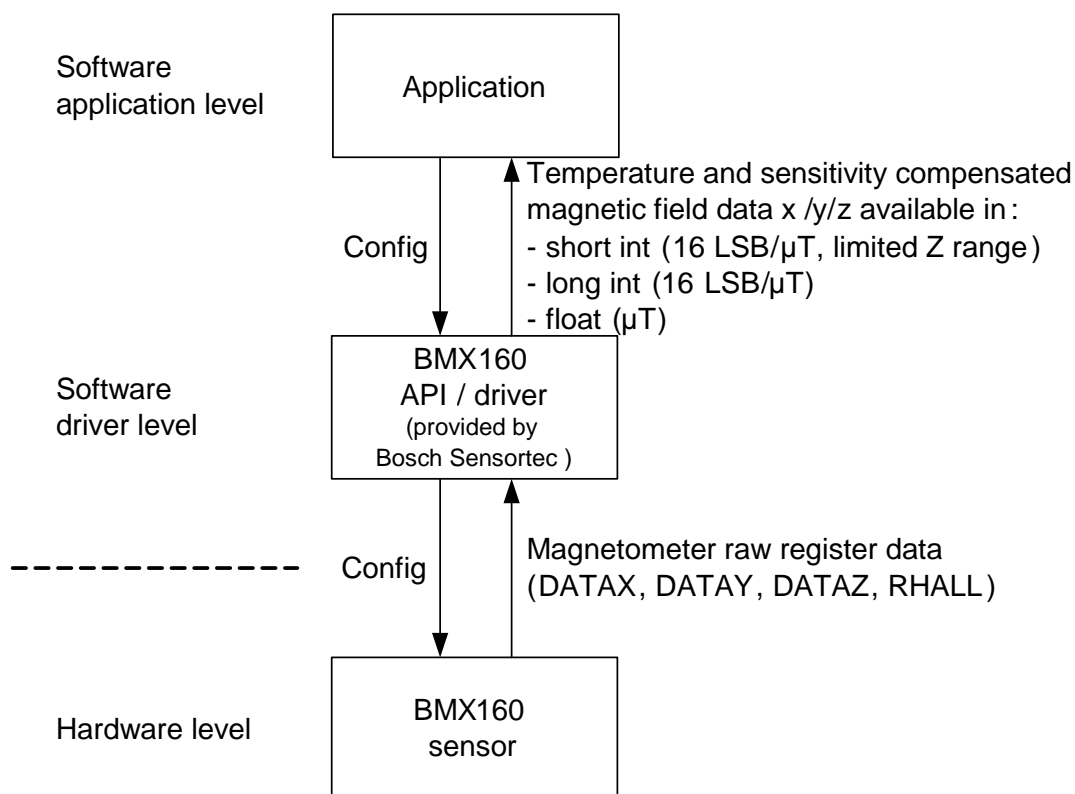 Software
application level
Application
Temperature and sensitivity compensated
magnetic field data x /y/z available in :
- short int (16 LSB/µT, limited Z range)
- long int (16 LSB/µT)
- float (µT)
Config
Software
driver level
BMX160
API / driver
(provided by
Bosch Sensortec )
Config
Magnetometer raw register data
(DATAX, DATAY, DATAZ, RHALL)
Hardware level
BMX160
sensor